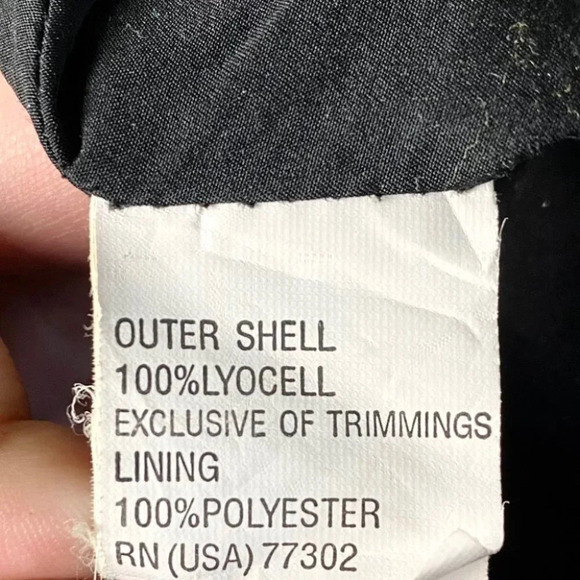 OUTER SHELL
100%LYOCELL
EXCLUSIVE OF TRIMMINGS
LINING
100%POLYESTER
RN (USA) 77302